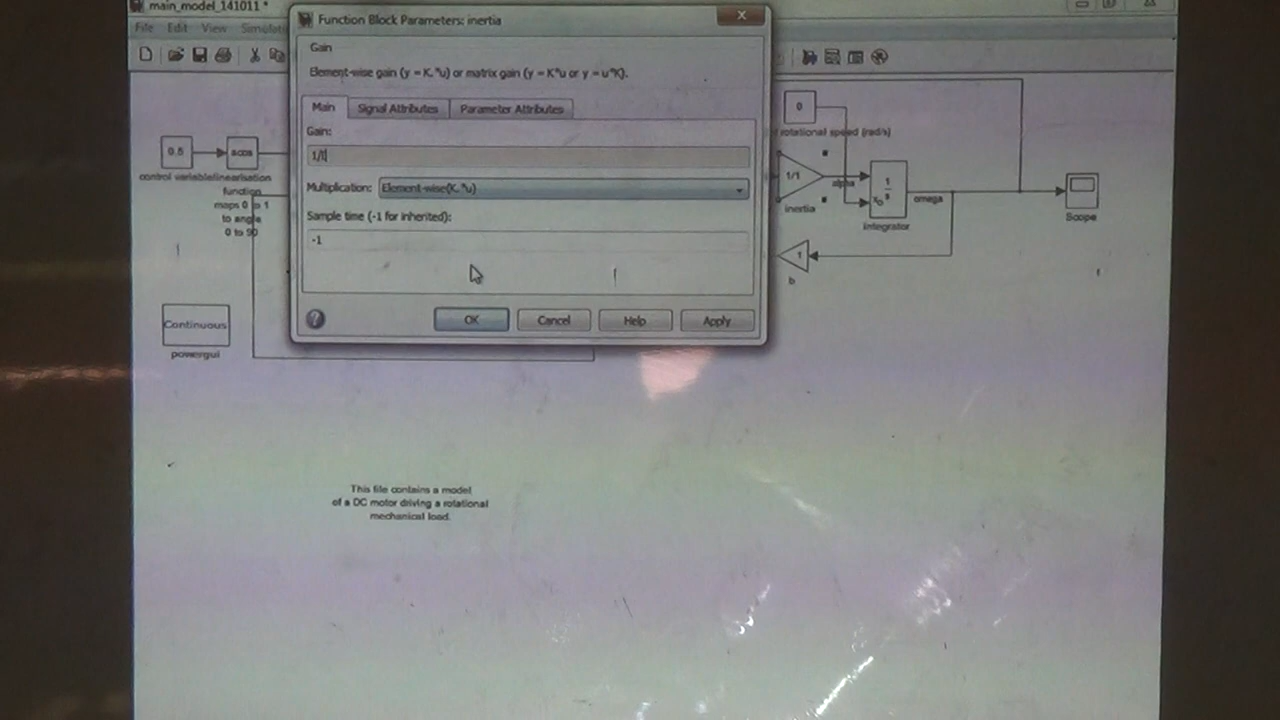 main_model_141011 *
Function Block Parameters: inertia
File Edit View
Gain
Element-wise gain (y = K.*u) or matrix gain (y = K*u or y = u*K).
Main
Signal Attributes
Parameter Attributes
Gain:
1/1
Multiplication:
Element-wise(K.*u)
Sample time (-1 for inherited):
-1
OK
Cancel
Help
Apply
0.5
acos
control variable
linearisation
function
maps 0 to 1
to angle
0 to 90
Continuous
powergui
0
rotational speed (rad/s)
1/1
inertia
alpha
1
s
xo
integrator
omega
Scope
1
b
This file contains a model
of a DC motor driving a rotational
mechanical load.